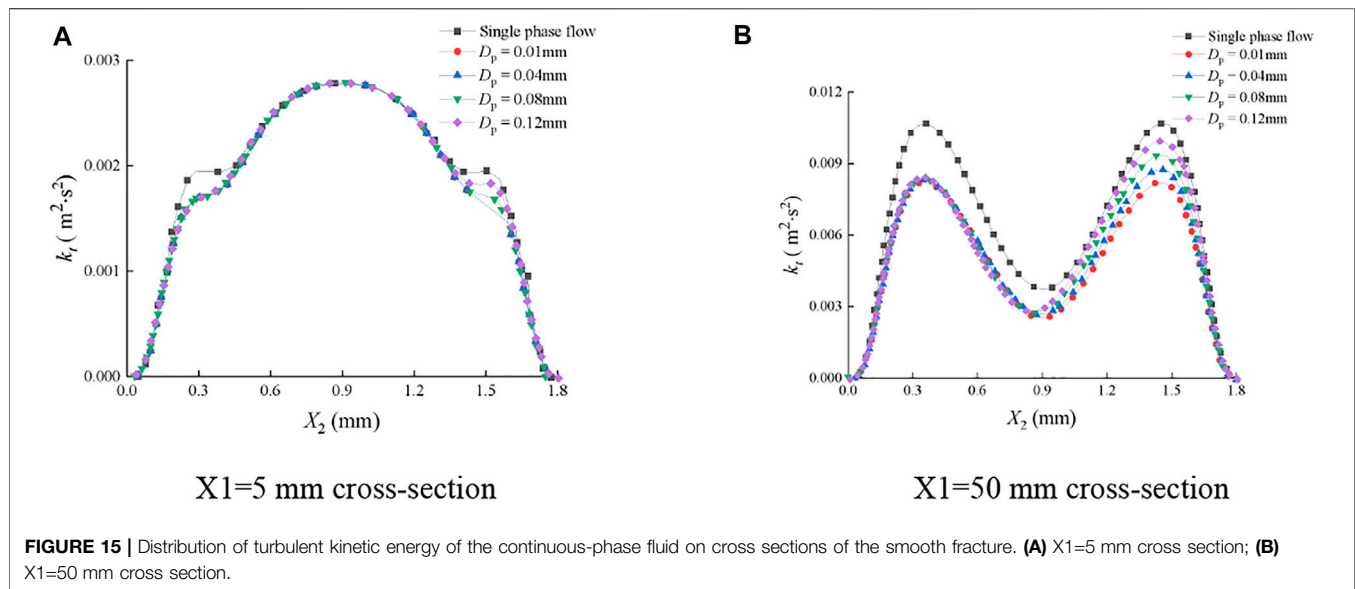 A
Single phase flow
Dp = 0.01mm
Dp = 0.04mm
Dp = 0.08mm
Dp = 0.12mm
0.003
0.002
0.001
0.000
kt ( m²·s²)
0.0 0.3 0.6 0.9 1.2 1.5 1.8
X2 (mm)
X1=5 mm cross-section
B
Single phase flow
Dp = 0.01mm
Dp = 0.04mm
Dp = 0.08mm
Dp = 0.12mm
0.012
0.009
0.006
0.003
0.000
kt ( m²·s²)
0.0 0.3 0.6 0.9 1.2 1.5 1.8
X2 (mm)
X1=50 mm cross-section
FIGURE 15 | Distribution of turbulent kinetic energy of the continuous-phase fluid on cross sections of the smooth fracture. (A) X1=5 mm cross section; (B)
X1=50 mm cross section.